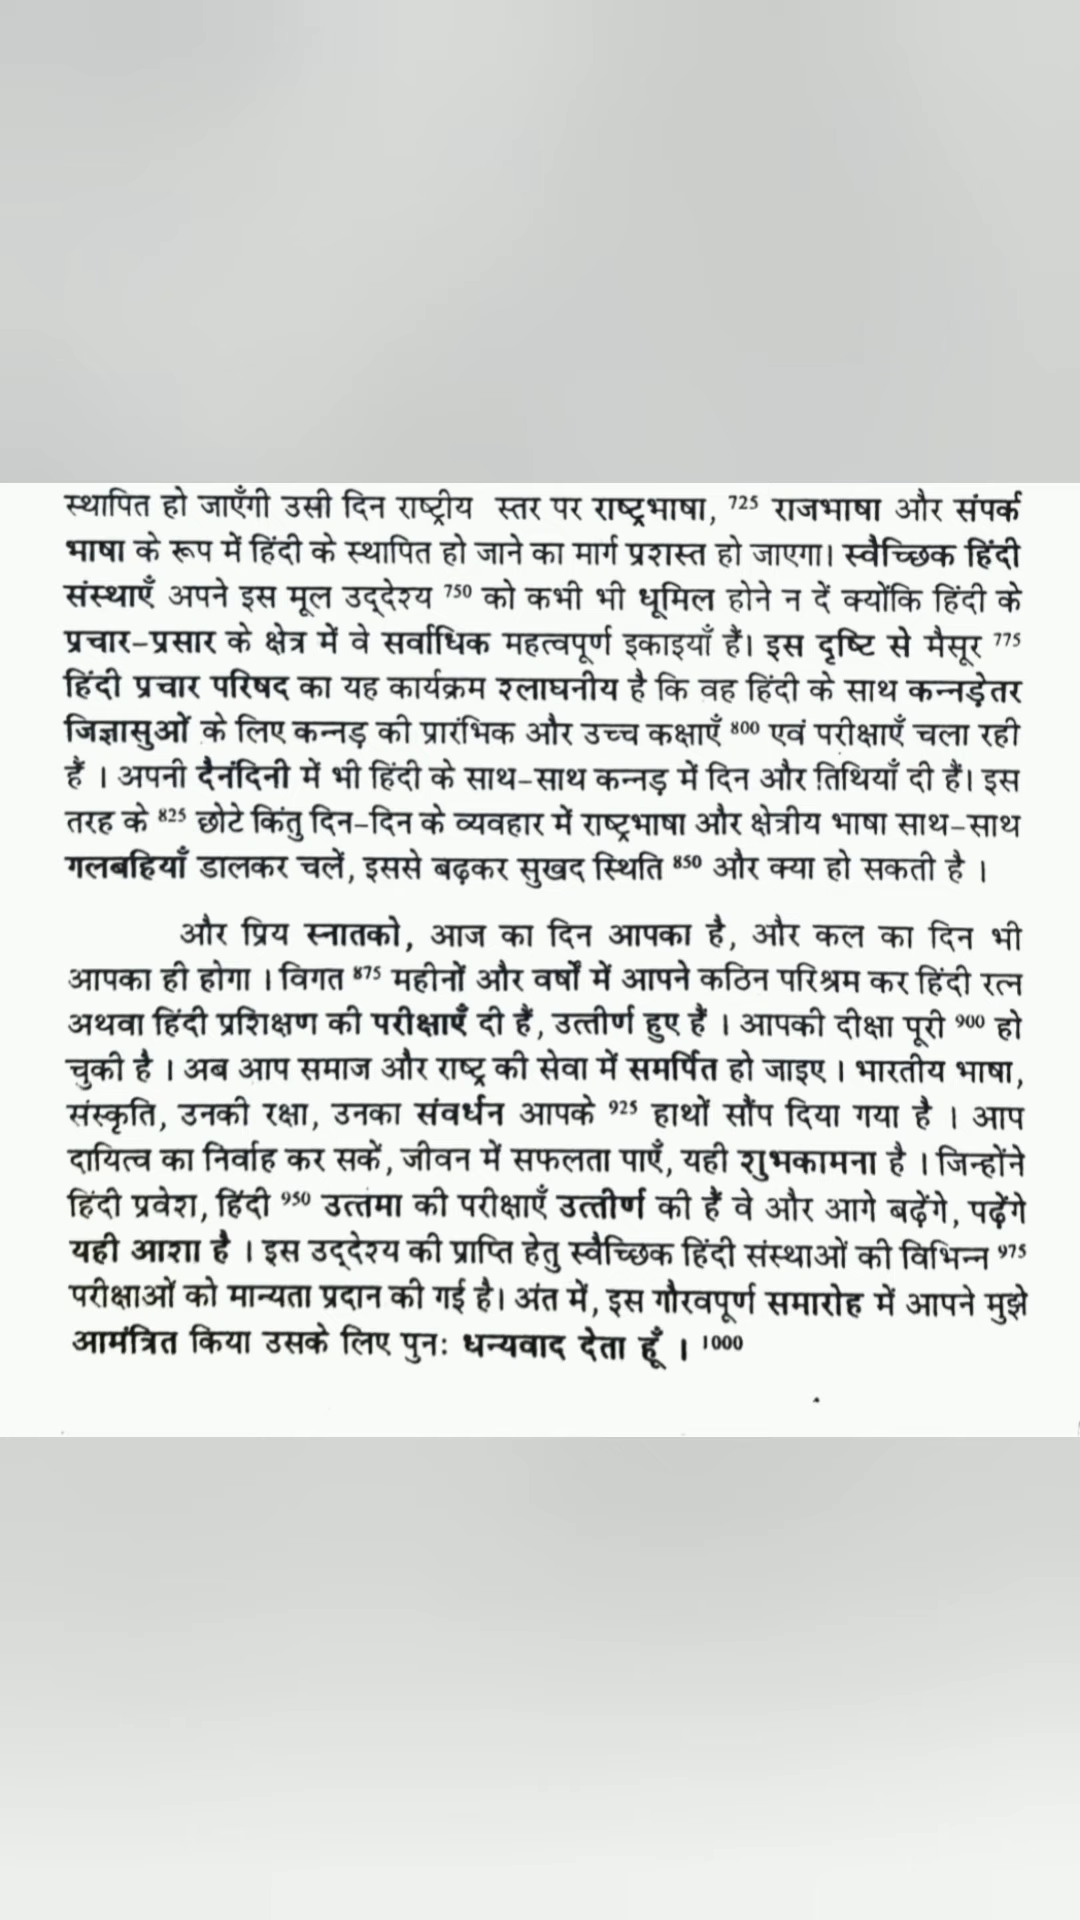 स्थापित हो जाएँगी उसी दिन राष्ट्रीय स्तर पर राष्ट्रभाषा, 725 राजभाषा और संपर्क
भाषा के रूप में हिंदी के स्थापित हो जाने का मार्ग प्रशस्त हो जाएगा। स्वैच्छिक हिंदी
संस्थाएँ अपने इस मूल उद्देश्य 750 को कभी भी धूमिल होने न दें क्योंकि हिंदी के
प्रचार-प्रसार के क्षेत्र में वे सर्वाधिक महत्वपूर्ण इकाइयाँ हैं। इस दृष्टि से मैसूर 775
हिंदी प्रचार परिषद का यह कार्यक्रम श्लाघनीय है कि वह हिंदी के साथ कन्नड़ेतर
जिज्ञासुओं के लिए कन्नड़ की प्रारंभिक और उच्च कक्षाएँ 800 एवं परीक्षाएँ चला रही
हैं । अपनी दैनंदिनी में भी हिंदी के साथ-साथ कन्नड़ में दिन और तिथियाँ दी हैं। इस
तरह के 825 छोटे किंतु दिन-दिन के व्यवहार में राष्ट्रभाषा और क्षेत्रीय भाषा साथ-साथ
गलबहियाँ डालकर चलें, इससे बढ़कर सुखद स्थिति 850 और क्या हो सकती है ।
और प्रिय स्नातको, आज का दिन आपका है, और कल का दिन भी
आपका ही होगा । विगत 875 महीनों और वर्षों में आपने कठिन परिश्रम कर हिंदी रत्न
अथवा हिंदी प्रशिक्षण की परीक्षाएँ दी हैं, उत्तीर्ण हुए हैं । आपकी दीक्षा पूरी 900 हो
चुकी है । अब आप समाज और राष्ट्र की सेवा में समर्पित हो जाइए । भारतीय भाषा,
संस्कृति, उनकी रक्षा, उनका संवर्धन आपके 925 हाथों सौंप दिया गया है । आप
दायित्व का निर्वाह कर सकें, जीवन में सफलता पाएँ, यही शुभकामना है । जिन्होंने
हिंदी प्रवेश, हिंदी 950 उत्तमा की परीक्षाएँ उत्तीर्ण की हैं वे और आगे बढ़ेंगे, पढ़ेंगे
यही आशा है । इस उद्देश्य की प्राप्ति हेतु स्वैच्छिक हिंदी संस्थाओं की विभिन्न 975
परीक्षाओं को मान्यता प्रदान की गई है। अंत में, इस गौरवपूर्ण समारोह में आपने मुझे
आमंत्रित किया उसके लिए पुनः धन्यवाद देता हूँ । 1000